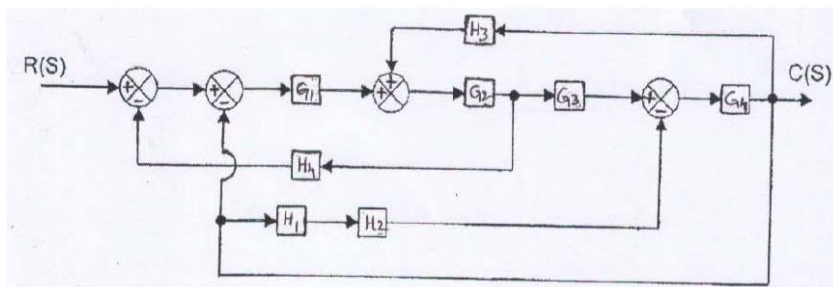 H3
R(S) C(S)
+ - + - G1 + + G2 G3 + - G4
H4
H1 H2